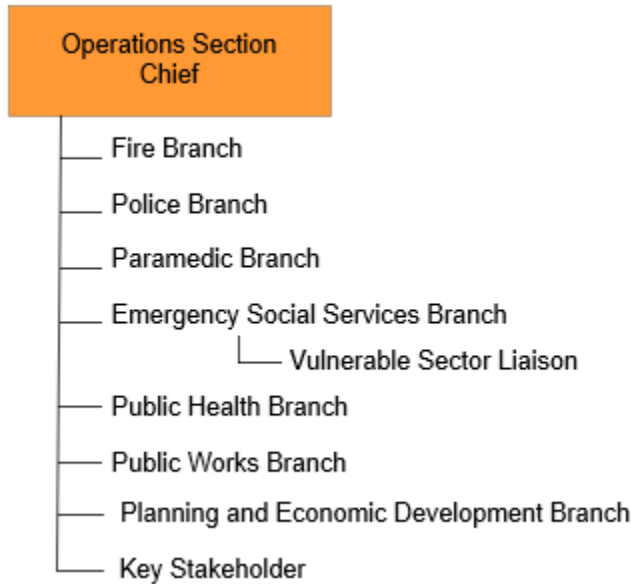 Operations Section
Chief
Fire Branch
Police Branch
Paramedic Branch
Emergency Social Services Branch
Vulnerable Sector Liaison
Public Health Branch
Public Works Branch
Planning and Economic Development Branch
Key Stakeholder